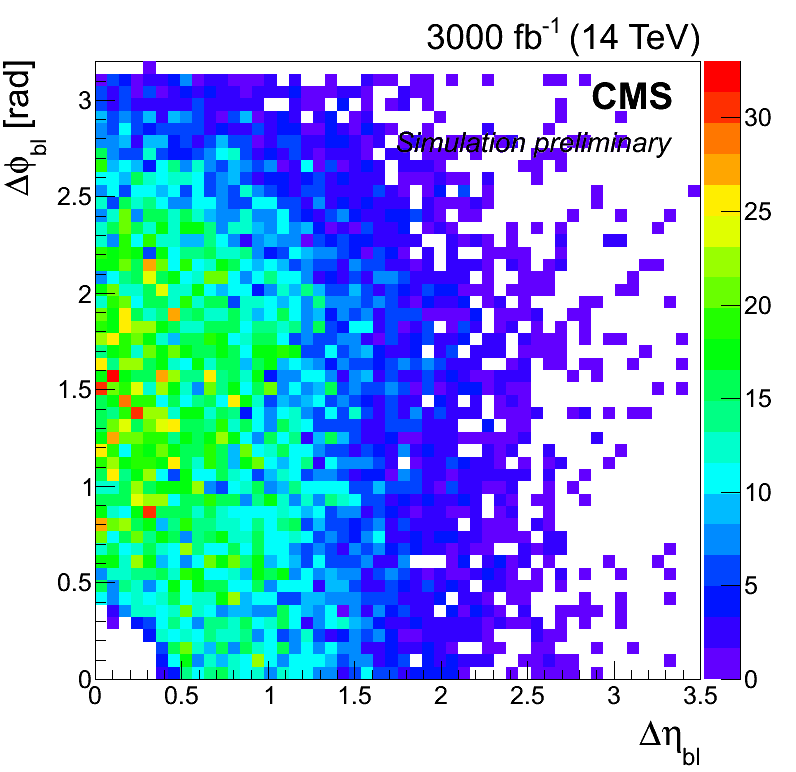 3000 fb-1 (14 TeV)
CMS
Simulation preliminary
Δϕbl [rad]
3
2.5
2
1.5
1
0.5
0
0 0.5 1 1.5 2 2.5 3 3.5
Δηbl
30
25
20
15
10
5
0